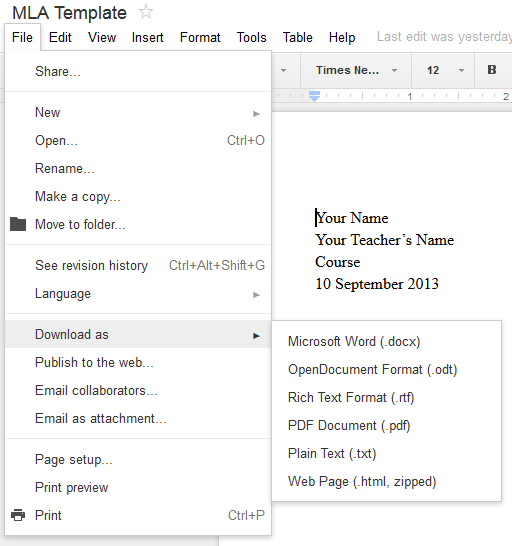 MLA Template
File Edit View Insert Format Tools Table Help Last edit was yesterday
Times Ne... 12 B
1 2
Share...
New
Open... Ctrl+O
Rename...
Make a copy...
Move to folder...
See revision history Ctrl+Alt+Shift+G
Language
Download as
Publish to the web...
Email collaborators...
Email as attachment...
Page setup...
Print preview
Print Ctrl+P
Your Name
Your Teacher’s Name
Course
10 September 2013
Microsoft Word (.docx)
OpenDocument Format (.odt)
Rich Text Format (.rtf)
PDF Document (.pdf)
Plain Text (.txt)
Web Page (.html, zipped)